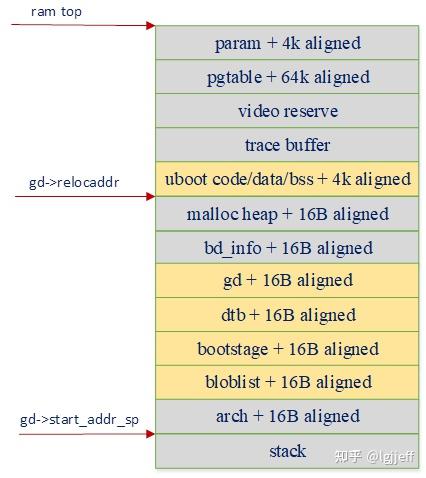 ram top
param + 4k aligned
pgtable + 64k aligned
video reserve
trace buffer
uboot code/data/bss + 4k aligned
gd->relocaddr
malloc heap + 16B aligned
bd_info + 16B aligned
gd + 16B aligned
dtb + 16B aligned
bootstage + 16B aligned
bloblist + 16B aligned
gd->start_addr_sp
arch + 16B aligned
stack
知乎 @lgjjeff